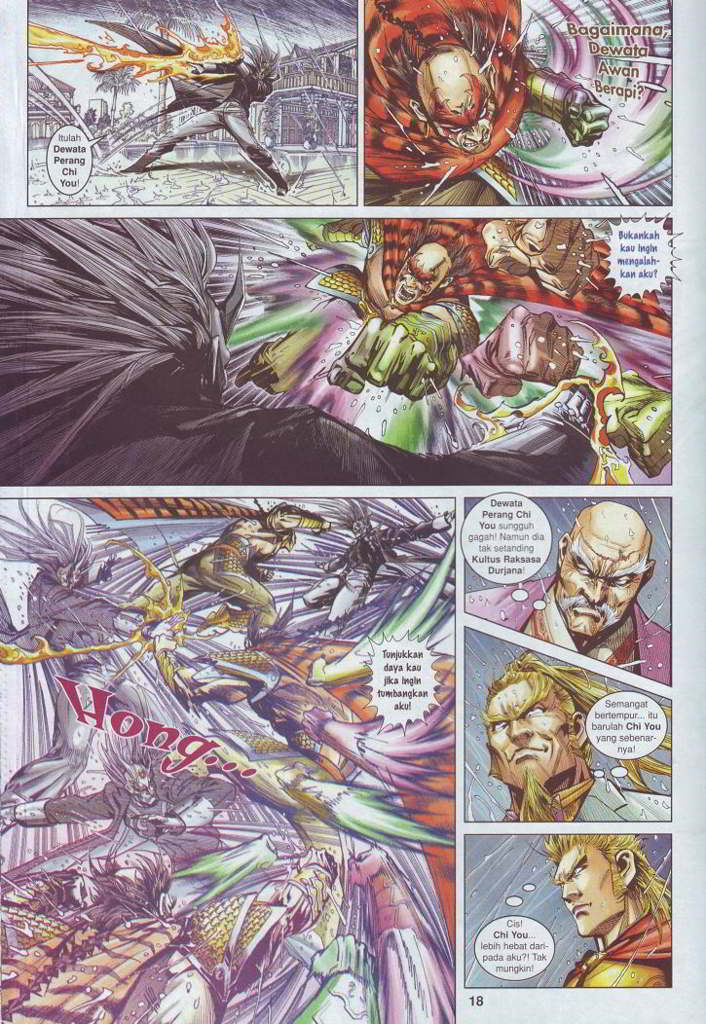 Itulah
Dewata
Perang
Chi
You!
Bagaimana,
Dewata
Awan
Berapi?
Bukankah
kau ingin
mengalah-
kan aku?
Tunjukkan
daya kau
jika ingin
tumbangkan
aku!
Hong...
Dewata
Perang Chi
You sungguh
gagah! Namun dia
tak setanding
Kultus Raksasa
Durjana!
Semangat
bertempur... itu
barulah Chi You
yang sebenar-
nya!
Cis!
Chi You...
lebih hebat dari-
pada aku?! Tak
mungkin!
18